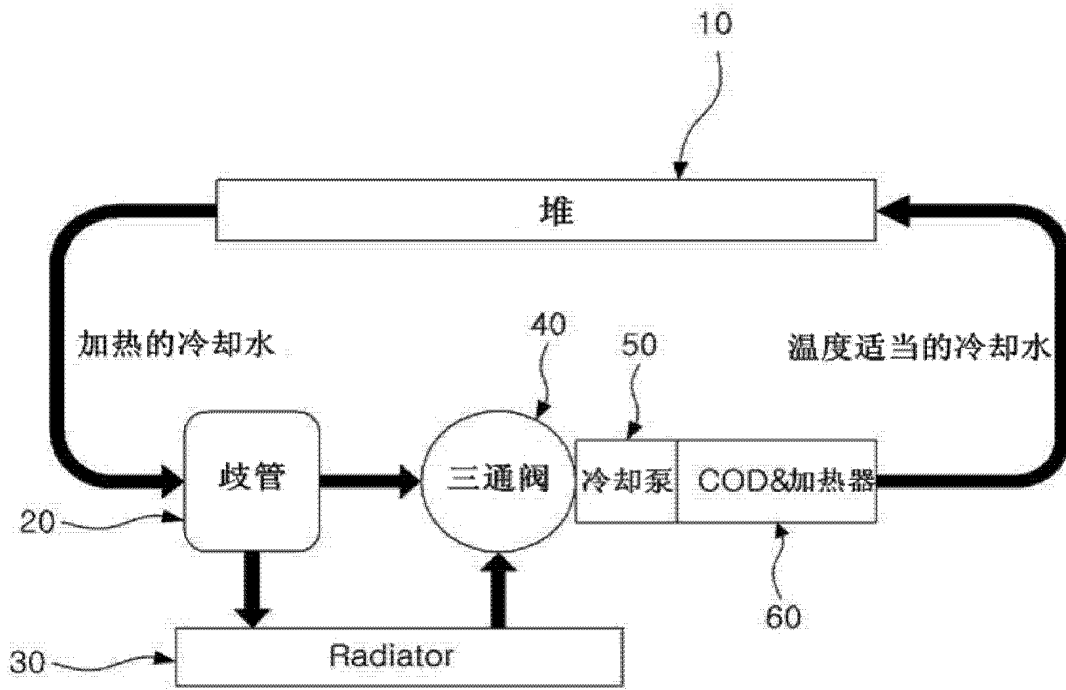 10
堆
加热的冷却水
40
50
温度适当的冷却水
歧管
三通阀
冷却泵
COD&加热器
20
60
30
Radiator